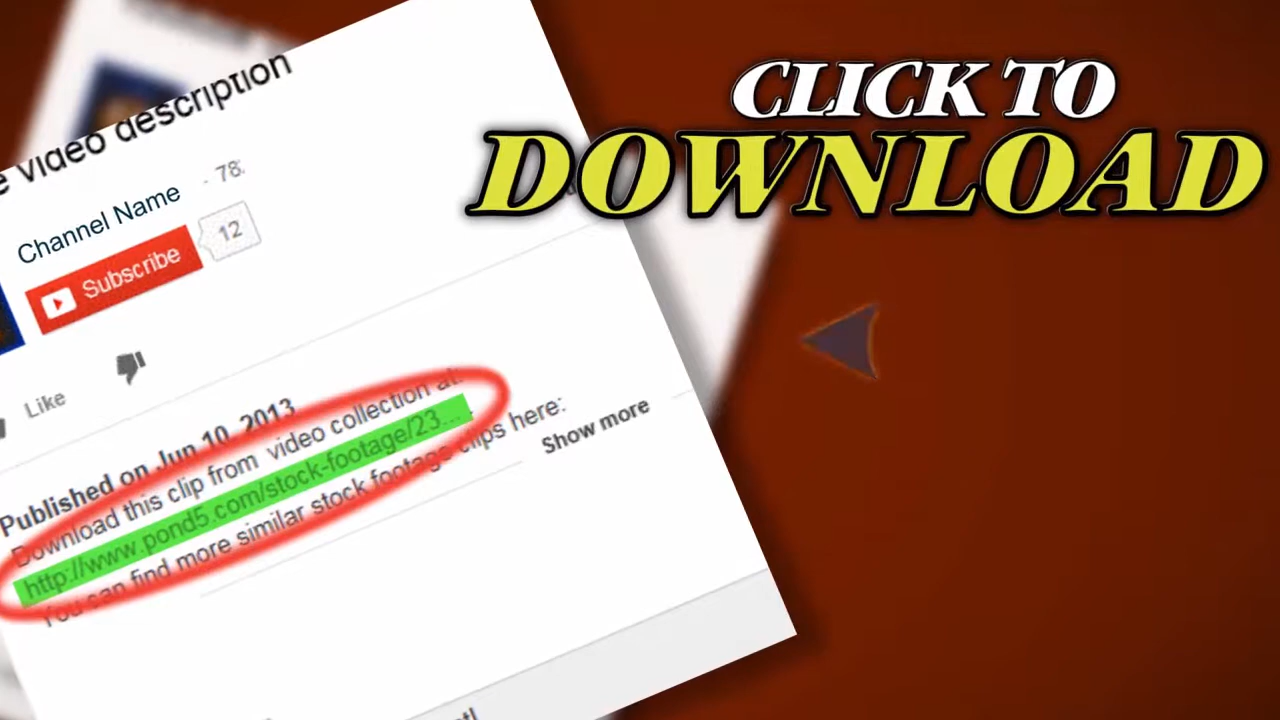 CLICK TO
DOWNLOAD
video description
Channel Name
Subscribe
12
Like
Published on Jun 10, 2013
Download this clip from video collection at:
http://www.pond5.com/stock-footage/23...
You can find more similar stock footage clips here:
Show more